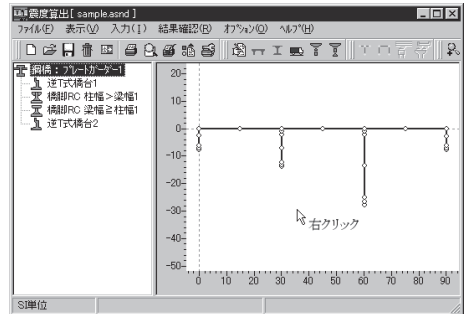 震度算出[ sample.asnd ]
ファイル(F) 表示(V) 入力(I) 結果確認(R) オプション(O) ヘルプ(H)
鋼橋：プレートガーダー1
逆T式橋台1
橋脚RC 柱幅＞梁幅1
橋脚RC 梁幅≧柱幅1
逆T式橋台2
20
10
0
-10
-20
-30
-40
-50
右クリック
0 10 20 30 40 50 60 70 80 90
SI単位